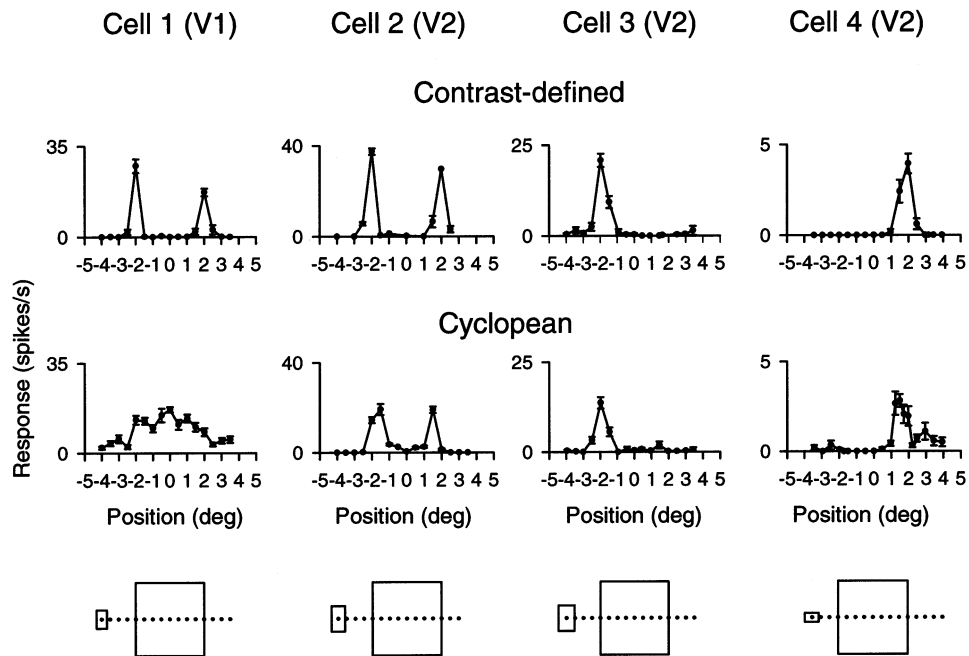 Cell 1 (V1) Cell 2 (V2) Cell 3 (V2) Cell 4 (V2)
Contrast-defined
35 40 25 5
0 0 0 0
-5-4-3-2-1 0 1 2 3 4 5 -5-4-3-2-1 0 1 2 3 4 5 -5-4-3-2-1 0 1 2 3 4 5 -5-4-3-2-1 0 1 2 3 4 5
Response (spikes/s)
Cyclopean
35 40 25 5
0 0 0 0
-5-4-3-2-1 0 1 2 3 4 5 -5-4-3-2-1 0 1 2 3 4 5 -5-4-3-2-1 0 1 2 3 4 5 -5-4-3-2-1 0 1 2 3 4 5
Position (deg) Position (deg) Position (deg) Position (deg)